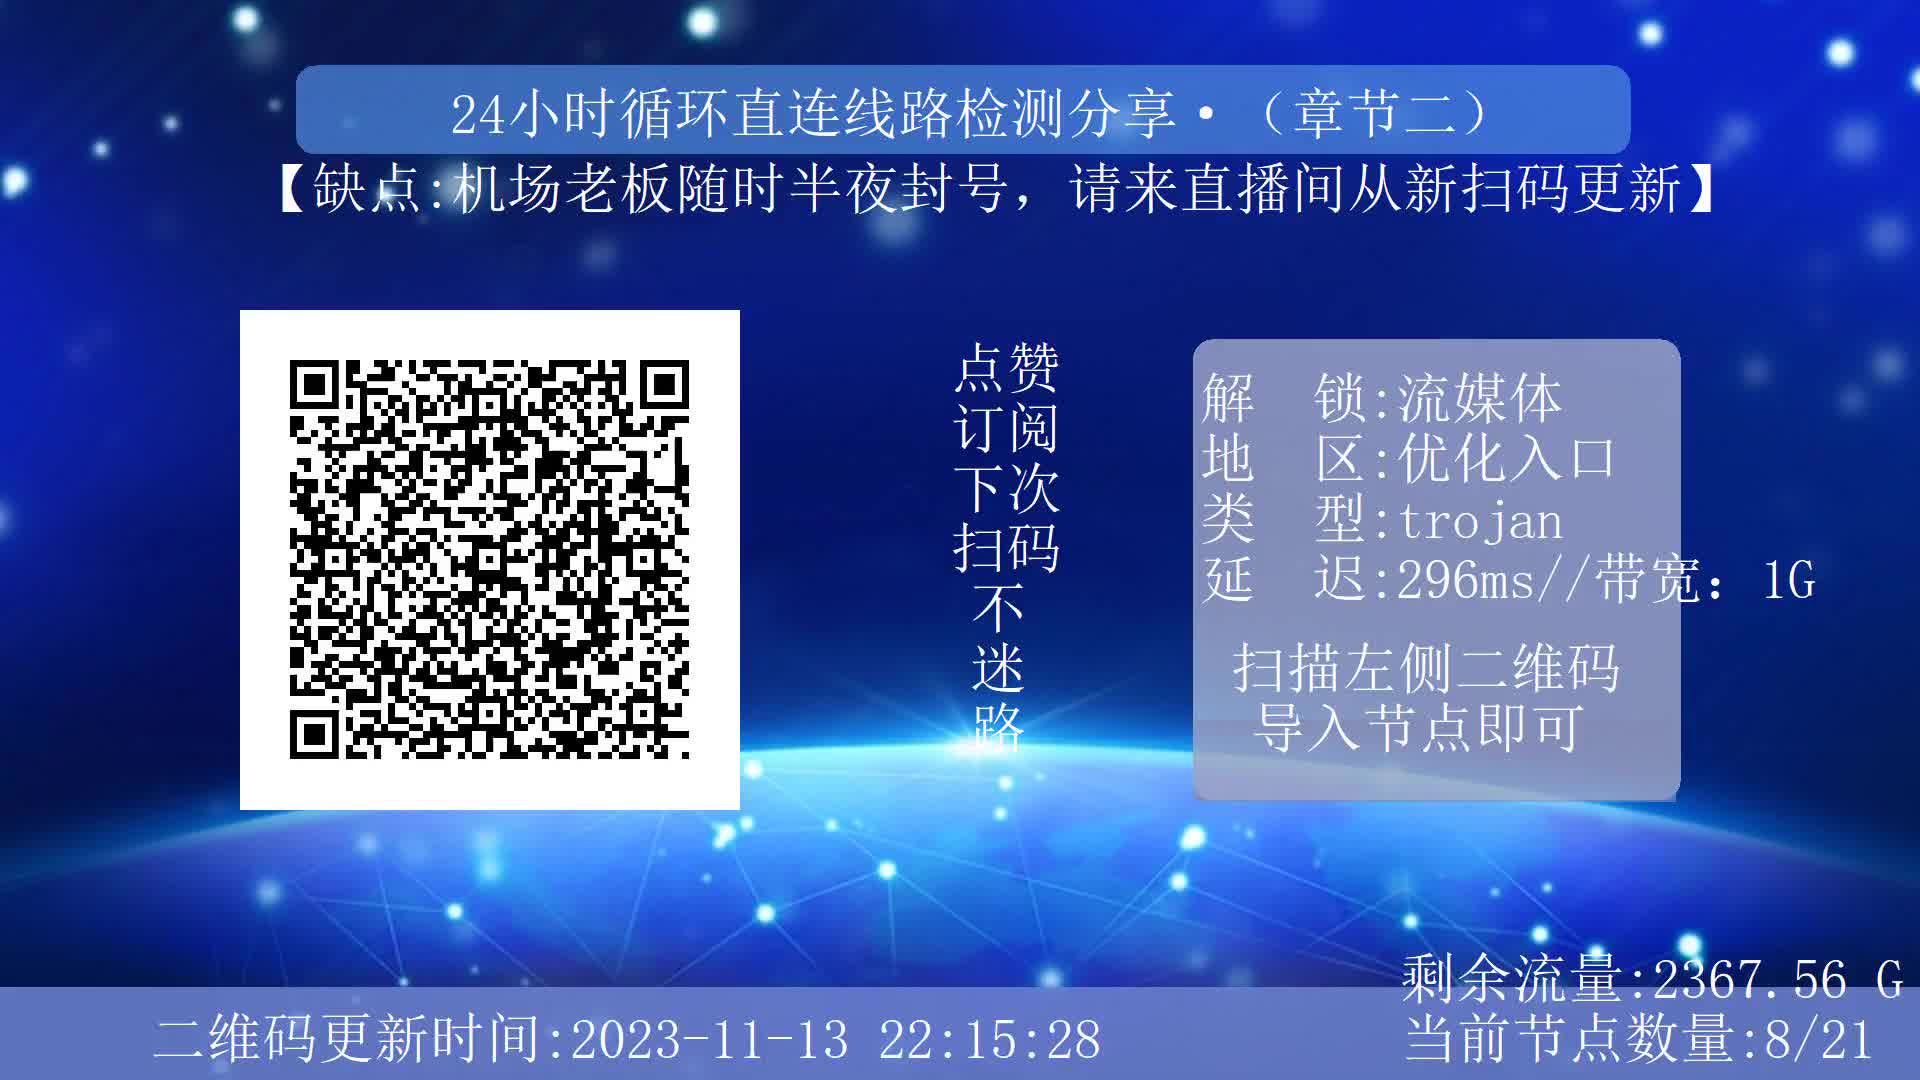 24小时循环直连线路检测分享·（章节二）
【缺点:机场老板随时半夜封号，请来直播间从新扫码更新】
点赞
订阅
下次
扫码
不
迷
路
解 锁:流媒体
地 区:优化入口
类 型:trojan
延 迟:296ms//带宽：1G
扫描左侧二维码
导入节点即可
剩余流量:2367.56 G
二维码更新时间:2023-11-13 22:15:28
当前节点数量:8/21